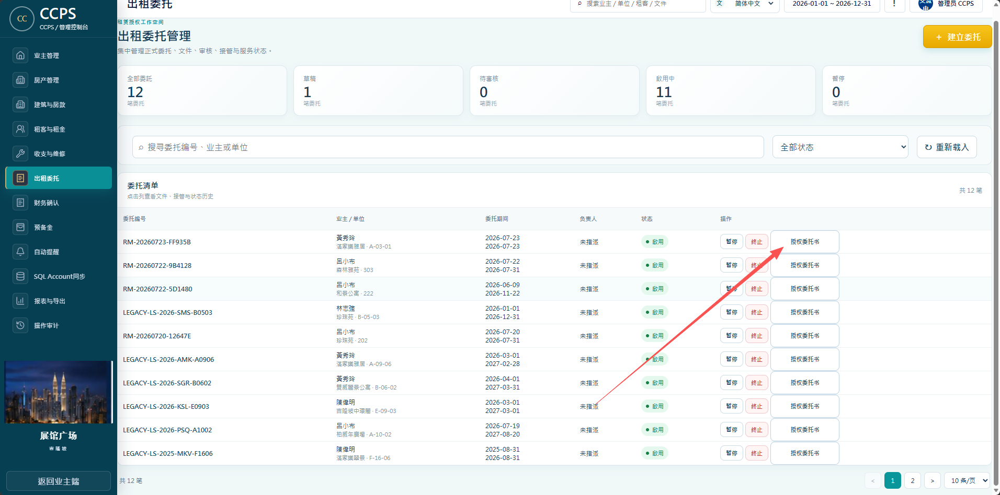 CC
CCPS
CCPS / 管理控制台
业主管理
房产管理
建筑与房款
租客与租金
收支与维修
出租委托
财务确认
预备金
自动提醒
SQL Account同步
报表与导出
操作审计
展馆广场
吉隆坡
返回业主端
出租委托
搜索业主 / 单位 / 租客 / 文件
文
简体中文
2026-01-01 ~ 2026-12-31
!
管理员 CCPS
租赁授权工作空间
出租委托管理
集中管理正式委托、文件、审核、接管与服务状态。
+ 建立委托
全部委託
12
笔委托
草稿
1
笔委托
待審核
0
笔委托
啟用中
11
笔委托
暫停
0
笔委托
搜寻委托编号、业主或单位
全部状态
↻ 重新载入
委托清单
点击列查看文件、接管与状态历史
共 12 笔
委托编号 业主 / 单位 委托期间 负责人 状态 操作
RM-20260723-FF935B 黃秀玲 2026-07-23 未指派 啟用 暂停 终止 授权委托书
滿家樂雅居 · A-03-01 2026-07-23
RM-20260722-9B4128 呂小布 2026-07-22 未指派 啟用 暂停 终止 授权委托书
森林雅苑 · 303 2026-07-31
RM-20260722-5D1480 呂小布 2026-06-09 未指派 啟用 暂停 终止 授权委托书
和景公寓 · 222 2026-11-22
LEGACY-LS-2026-SMS-B0503 林志強 2026-01-01 未指派 啟用 暂停 终止 授权委托书
珍珠苑 · B-05-03 2026-12-31
RM-20260720-12647E 呂小布 2026-07-20 未指派 啟用 暂停 终止 授权委托书
珍珠苑 · 202 2026-07-31
LEGACY-LS-2026-AMK-A0906 黃秀玲 2026-03-01 未指派 啟用 暂停 终止 授权委托书
滿家樂雅居 · A-09-06 2027-02-28
LEGACY-LS-2026-SGR-B0602 黃秀玲 2026-04-01 未指派 啟用 暂停 终止 授权委托书
雙威麗景公寓 · B-06-02 2027-03-31
LEGACY-LS-2026-KSL-E0903 陳偉明 2026-03-01 未指派 啟用 暂停 终止 授权委托书
吉隆坡中環閣 · E-09-03 2027-03-01
LEGACY-LS-2026-PSQ-A1002 呂小布 2026-07-19 未指派 啟用 暂停 终止 授权委托书
柏威年廣場 · A-10-02 2027-08-20
LEGACY-LS-2025-MKV-F1606 陳偉明 2025-08-31 未指派 啟用 暂停 终止 授权委托书
滿家樂翠景 · F-16-06 2026-08-31
共 12 笔
< 1 2 > 10 条/页